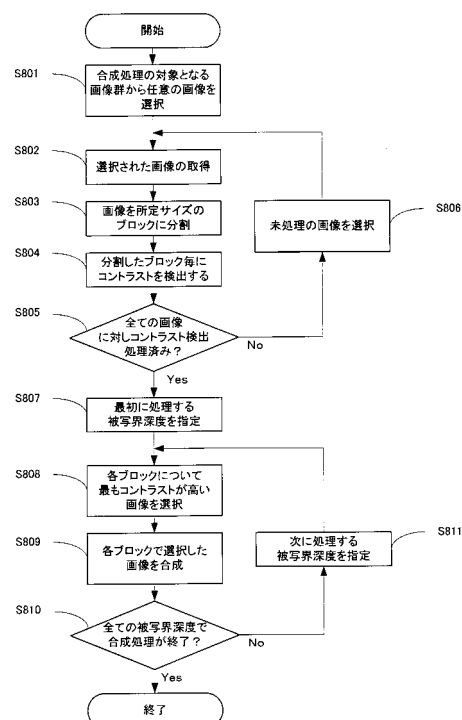 開始
S801
合成処理の対象となる
画像群から任意の画像を
選択
S802
選択された画像の取得
S803
画像を所定サイズの
ブロックに分割
S806
未処理の画像を選択
S804
分割したブロック毎に
コントラストを検出する
S805
全ての画像
に対しコントラスト検出
処理済み?
No
Yes
S807
最初に処理する
被写界深度を指定
S808
各ブロックについて
最もコントラストが高い
画像を選択
S811
次に処理する
被写界深度を指定
S809
各ブロックで選択した
画像を合成
S810
全ての被写界深度で
合成処理が終了?
No
Yes
終了